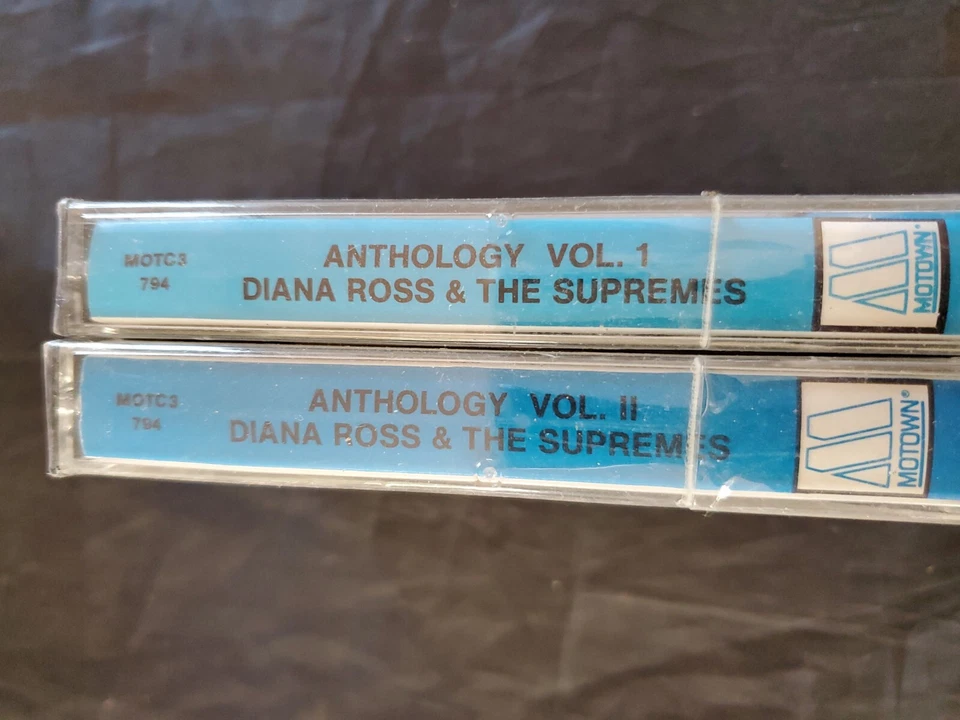 MOTC3
794
ANTHOLOGY VOL. 1
DIANA ROSS & THE SUPREMES
MOTOWN®
MOTC3
794
ANTHOLOGY VOL. II
DIANA ROSS & THE SUPREMES
MOTOWN®